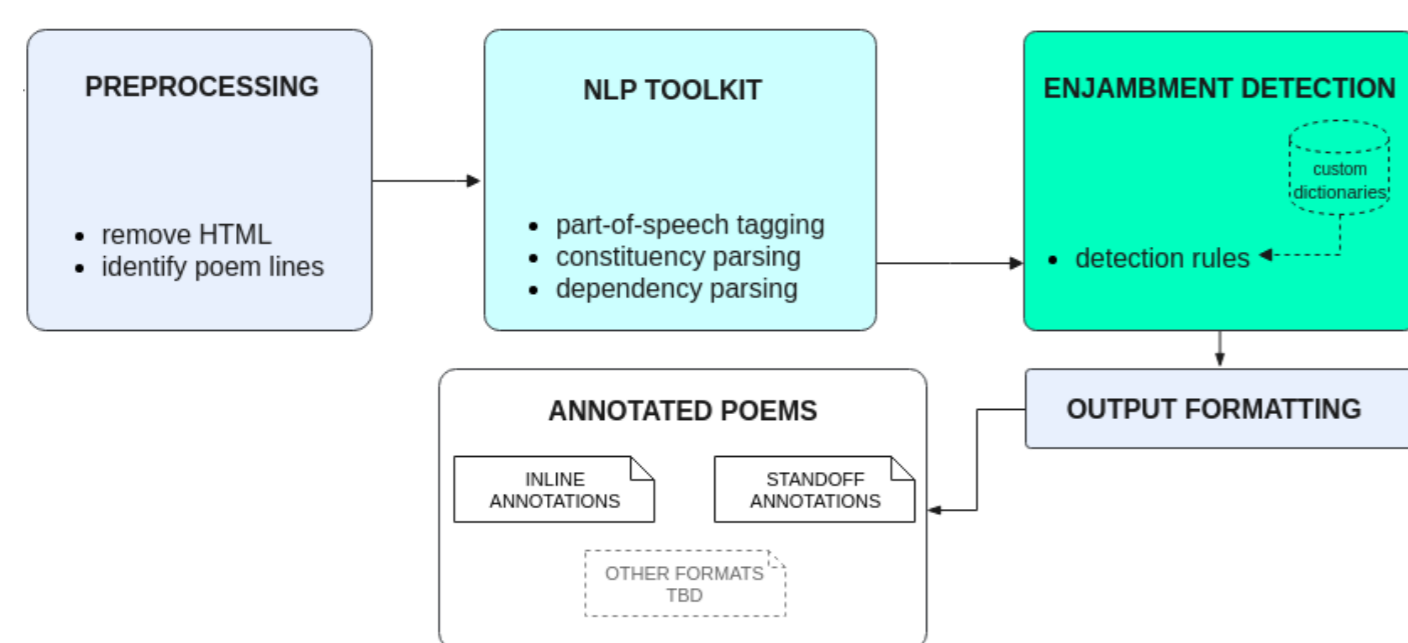 PREPROCESSING
• remove HTML
• identify poem lines
NLP TOOLKIT
• part-of-speech tagging
• constituency parsing
• dependency parsing
ENJAMBMENT DETECTION
custom
dictionaries
• detection rules
OUTPUT FORMATTING
ANNOTATED POEMS
INLINE
ANNOTATIONS
STANDOFF
ANNOTATIONS
OTHER FORMATS
TBD